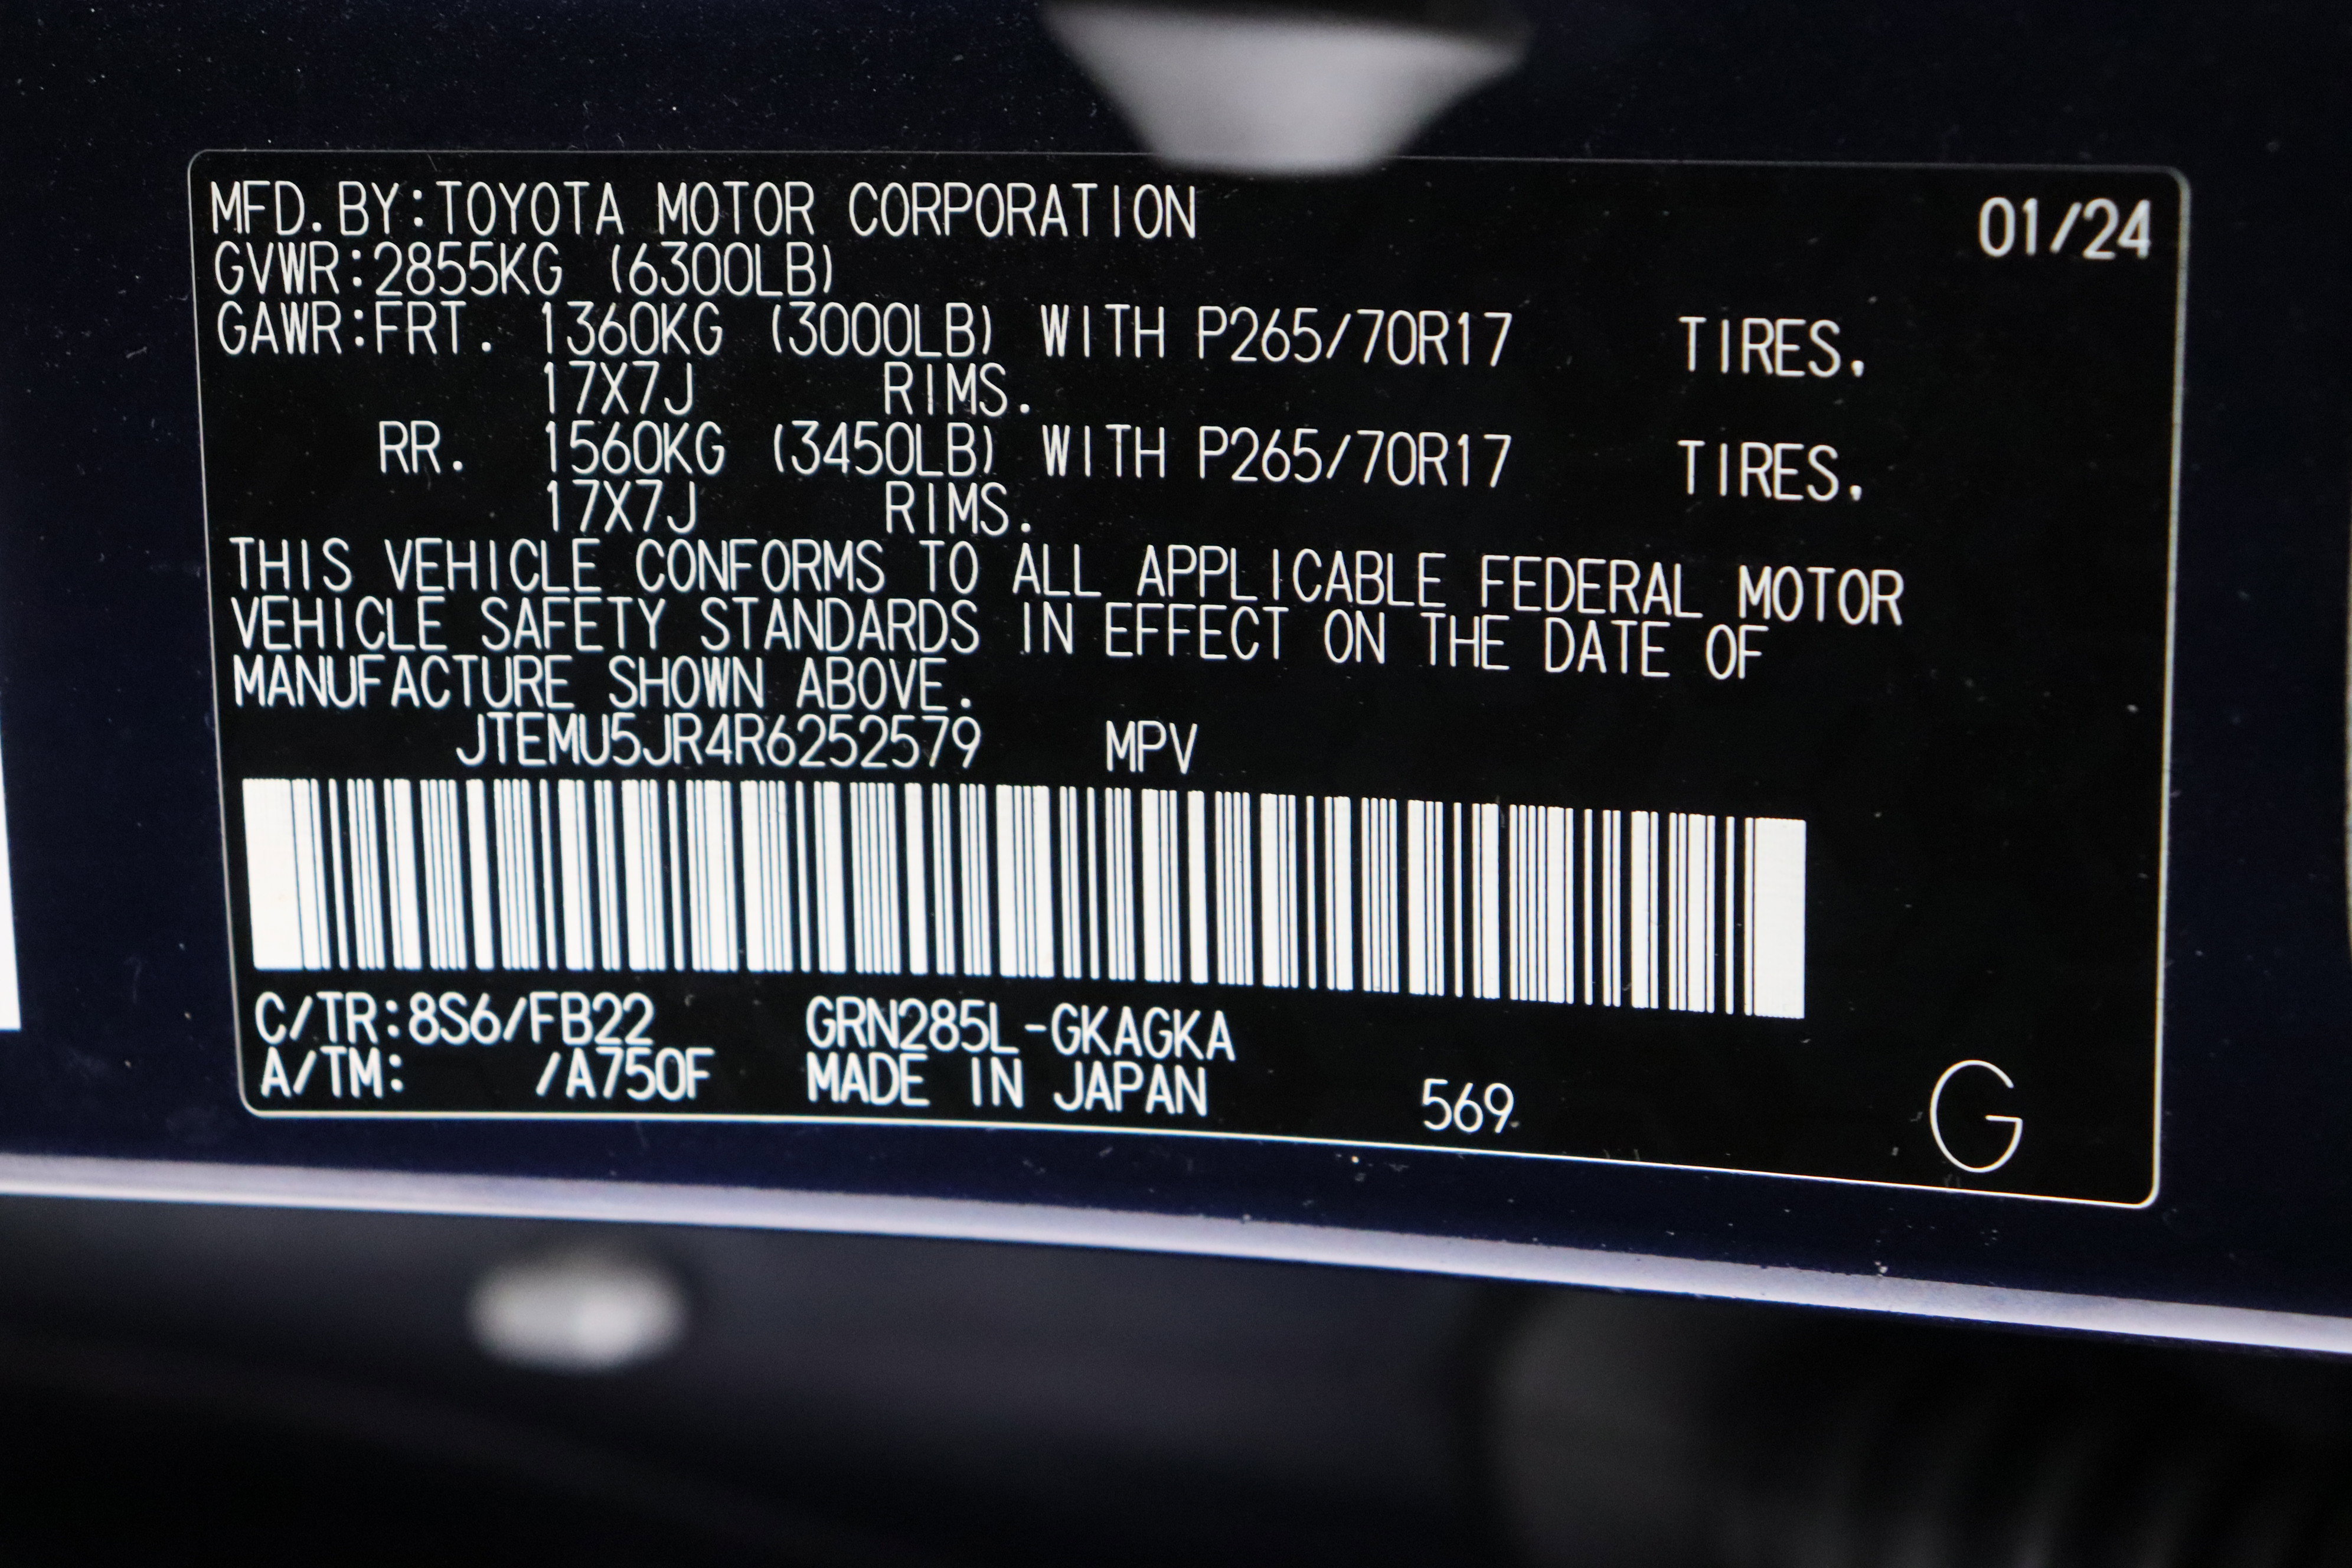 MFD.BY:TOYOTA MOTOR CORPORATION 01/24
GVWR:2855KG (6300LB)
GAWR:FRT. 1360KG (3000LB) WITH P265/70R17 TIRES.
17X7J RIMS.
RR. 1560KG (3450LB) WITH P265/70R17 TIRES.
17X7J RIMS.
THIS VEHICLE CONFORMS TO ALL APPLICABLE FEDERAL MOTOR
VEHICLE SAFETY STANDARDS IN EFFECT ON THE DATE OF
MANUFACTURE SHOWN ABOVE.
JTEMU5JR4R6252579 MPV
C/TR:8S6/FB22 GRN285L-GKAGKA
A/TM: /A750F MADE IN JAPAN 569 G